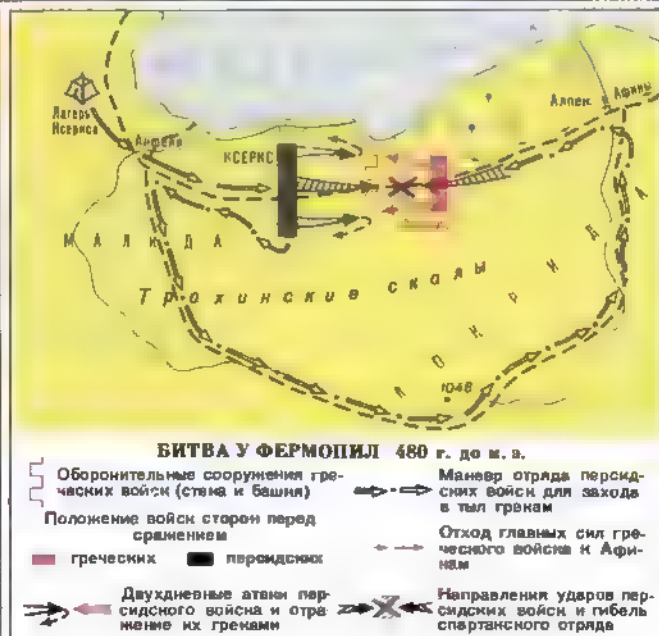 Лагерь
Ксеркса
Анфела
КСЕРКС
Алпен
Афины
МАЛИДА
Трахинские скалы
ЛОКРИДА
1048
БИТВА У ФЕРМОПИЛ 480 г. до н. э.
Оборонительные сооружения гре-
ческих войск (стена и башня)
Положение войск сторон перед
сражением
греческих персидских
Двухдневные атаки пер-
сидского войска и отра-
жение их греками
Маневр отряда персид-
ских войск для захода
в тыл грекам
Отход главных сил гре-
ческого войска к Афи-
нам
Направления ударов пер-
сидских войск и гибель
спартанского отряда